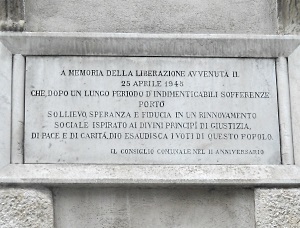 A MEMORIA DELLA LIBERAZIONE AVVENUTA IL
25 APRILE 1945
CHE, DOPO UN LUNGO PERIODO D'INDIMENTICABILI SOFFERENZE
PORTÒ
SOLLIEVO, SPERANZA E FIDUCIA IN UN RINNOVAMENTO
SOCIALE ISPIRATO AI DIVINI PRINCIPÎ DI GIUSTIZIA,
DI PACE E DI CARITÀ, DIO ESAUDISCA I VOTI DI QUESTO POPOLO.
IL CONSIGLIO COMUNALE NEL II ANNIVERSARIO